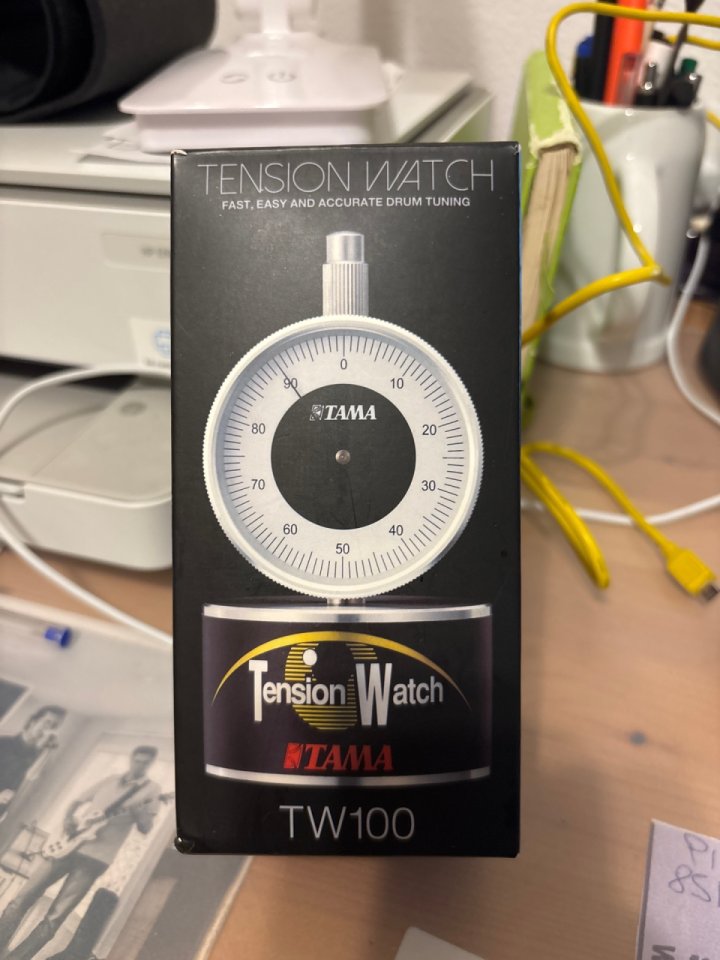 TENSION WATCH
FAST, EASY AND ACCURATE DRUM TUNING
0
90
10
TAMA
80
20
70
30
60
40
50
Tension Watch
TAMA
TW100